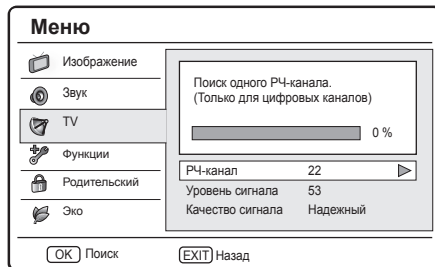 Меню
Изображение
Звук
TV
Функции
Родительский
Эко
Поиск одного РЧ-канала.
(Только для цифровых каналов)
0 %
РЧ-канал 22
Уровень сигнала 53
Качество сигнала Надежный
OK Поиск EXIT Назад